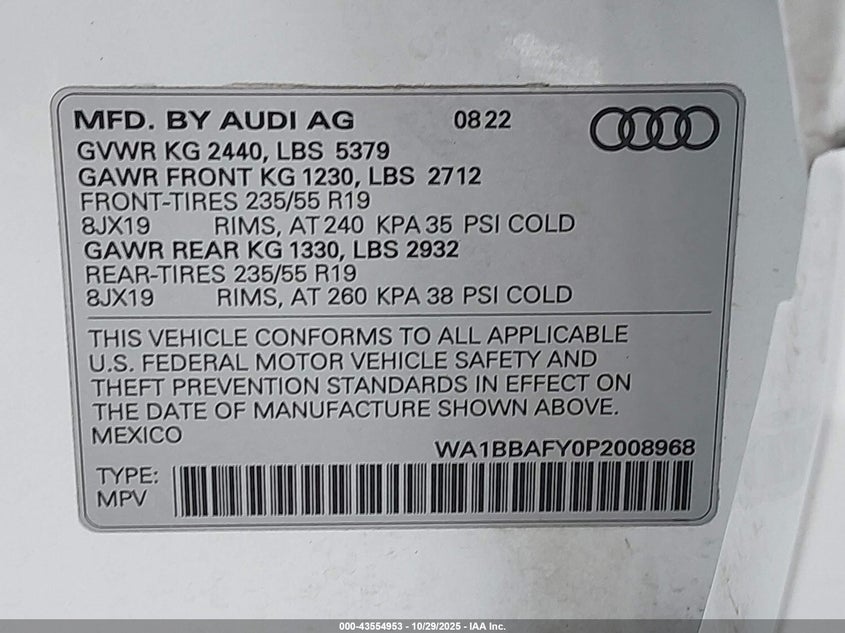 MFD. BY AUDI AG 0822
GVWR KG 2440, LBS 5379
GAWR FRONT KG 1230, LBS 2712
FRONT-TIRES 235/55 R19
8JX19 RIMS, AT 240 KPA 35 PSI COLD
GAWR REAR KG 1330, LBS 2932
REAR-TIRES 235/55 R19
8JX19 RIMS, AT 260 KPA 38 PSI COLD
THIS VEHICLE CONFORMS TO ALL APPLICABLE
U.S. FEDERAL MOTOR VEHICLE SAFETY AND
THEFT PREVENTION STANDARDS IN EFFECT ON
THE DATE OF MANUFACTURE SHOWN ABOVE.
MEXICO
WA1BBAFY0P2008968
TYPE:
MPV
000-43554953 - 10/29/2025 - IAA Inc.